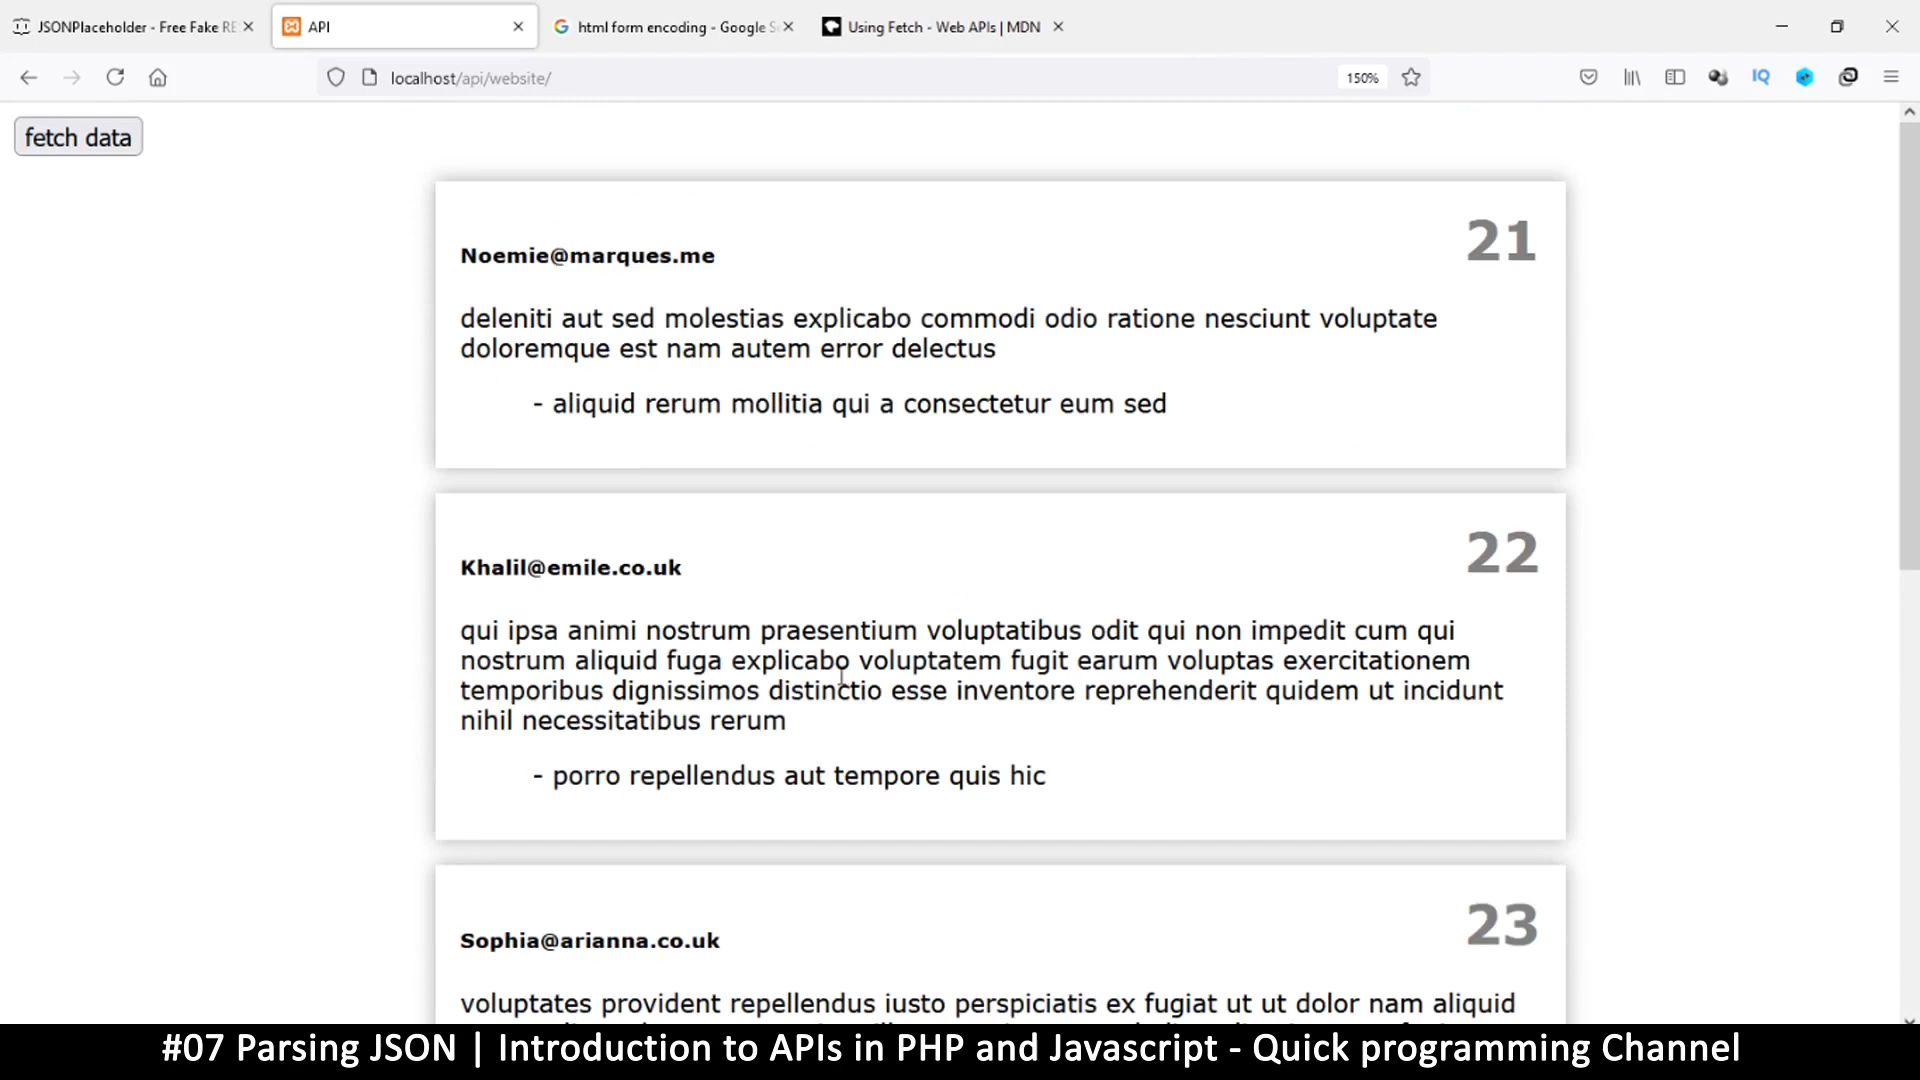 JSONPlaceholder - Free Fake RE
API
html form encoding - Google S
Using Fetch - Web APIs | MDN
localhost/api/website/
150%
IQ
fetch data
21
Noemie@marques.me
deleniti aut sed molestias explicabo commodi odio ratione nesciunt voluptate
doloremque est nam autem error delectus
- aliquid rerum mollitia qui a consectetur eum sed
22
Khalil@emile.co.uk
qui ipsa animi nostrum praesentium voluptatibus odit qui non impedit cum qui
nostrum aliquid fuga explicabo voluptatem fugit earum voluptas exercitationem
temporibus dignissimos distinctio esse inventore reprehenderit quidem ut incidunt
nihil necessitatibus rerum
- porro repellendus aut tempore quis hic
23
Sophia@arianna.co.uk
voluptates provident repellendus iusto perspiciatis ex fugiat ut ut dolor nam aliquid
#07 Parsing JSON | Introduction to APIs in PHP and Javascript - Quick programming Channel